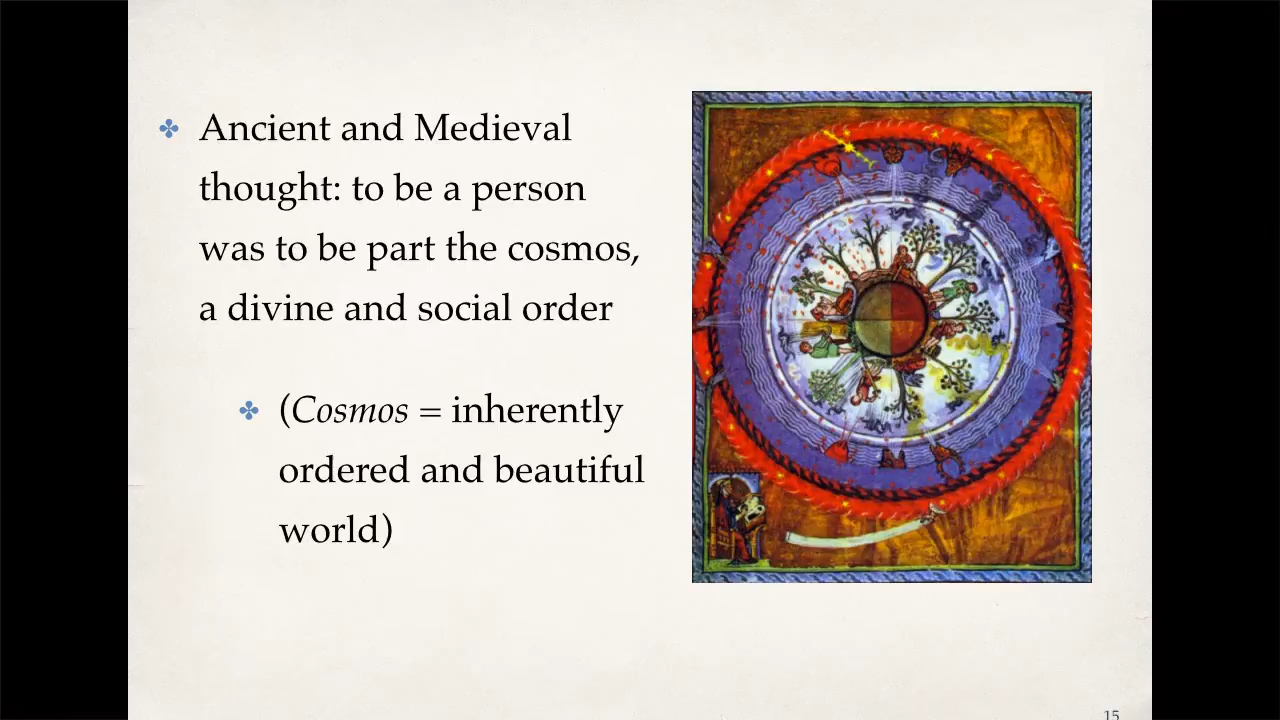 Ancient and Medieval
thought: to be a person
was to be part the cosmos,
a divine and social order
(Cosmos = inherently
ordered and beautiful
world)
15